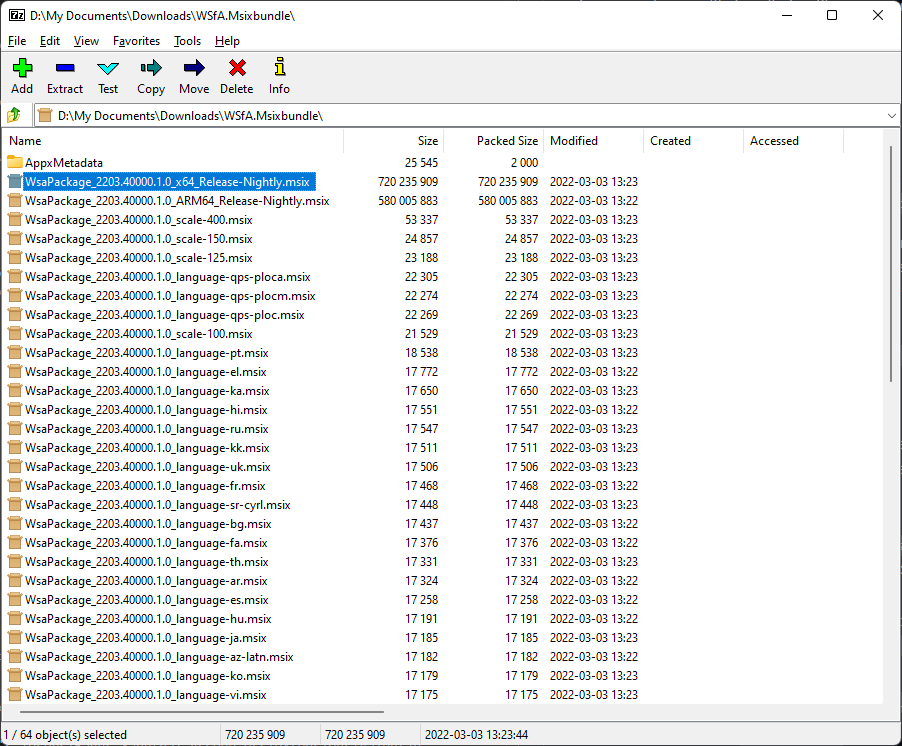 7z D:\My Documents\Downloads\WSfA.Msixbundle\
File Edit View Favorites Tools Help
Add Extract Test Copy Move Delete Info
D:\My Documents\Downloads\WSfA.Msixbundle\
Name Size Packed Size Modified Created Accessed
AppxMetadata 25 545 2 000
WsaPackage_2203.40000.1.0_x64_Release-Nightly.msix 720 235 909 720 235 909 2022-03-03 13:23
WsaPackage_2203.40000.1.0_ARM64_Release-Nightly.msix 580 005 883 580 005 883 2022-03-03 13:22
WsaPackage_2203.40000.1.0_scale-400.msix 53 337 53 337 2022-03-03 13:23
WsaPackage_2203.40000.1.0_scale-150.msix 24 857 24 857 2022-03-03 13:23
WsaPackage_2203.40000.1.0_scale-125.msix 23 188 23 188 2022-03-03 13:23
WsaPackage_2203.40000.1.0_language-qps-ploca.msix 22 305 22 305 2022-03-03 13:23
WsaPackage_2203.40000.1.0_language-qps-plocm.msix 22 274 22 274 2022-03-03 13:23
WsaPackage_2203.40000.1.0_language-qps-ploc.msix 22 269 22 269 2022-03-03 13:23
WsaPackage_2203.40000.1.0_scale-100.msix 21 529 21 529 2022-03-03 13:23
WsaPackage_2203.40000.1.0_language-pt.msix 18 538 18 538 2022-03-03 13:23
WsaPackage_2203.40000.1.0_language-el.msix 17 772 17 772 2022-03-03 13:22
WsaPackage_2203.40000.1.0_language-ka.msix 17 650 17 650 2022-03-03 13:23
WsaPackage_2203.40000.1.0_language-hi.msix 17 551 17 551 2022-03-03 13:22
WsaPackage_2203.40000.1.0_language-ru.msix 17 547 17 547 2022-03-03 13:23
WsaPackage_2203.40000.1.0_language-kk.msix 17 511 17 511 2022-03-03 13:23
WsaPackage_2203.40000.1.0_language-uk.msix 17 506 17 506 2022-03-03 13:23
WsaPackage_2203.40000.1.0_language-fr.msix 17 468 17 468 2022-03-03 13:22
WsaPackage_2203.40000.1.0_language-sr-cyrl.msix 17 448 17 448 2022-03-03 13:23
WsaPackage_2203.40000.1.0_language-bg.msix 17 437 17 437 2022-03-03 13:22
WsaPackage_2203.40000.1.0_language-fa.msix 17 376 17 376 2022-03-03 13:22
WsaPackage_2203.40000.1.0_language-th.msix 17 331 17 331 2022-03-03 13:23
WsaPackage_2203.40000.1.0_language-ar.msix 17 324 17 324 2022-03-03 13:22
WsaPackage_2203.40000.1.0_language-es.msix 17 258 17 258 2022-03-03 13:22
WsaPackage_2203.40000.1.0_language-hu.msix 17 191 17 191 2022-03-03 13:22
WsaPackage_2203.40000.1.0_language-ja.msix 17 185 17 185 2022-03-03 13:23
WsaPackage_2203.40000.1.0_language-az-latn.msix 17 182 17 182 2022-03-03 13:22
WsaPackage_2203.40000.1.0_language-ko.msix 17 179 17 179 2022-03-03 13:23
WsaPackage_2203.40000.1.0_language-vi.msix 17 175 17 175 2022-03-03 13:23
1 / 64 object(s) selected 720 235 909 720 235 909 2022-03-03 13:23:44